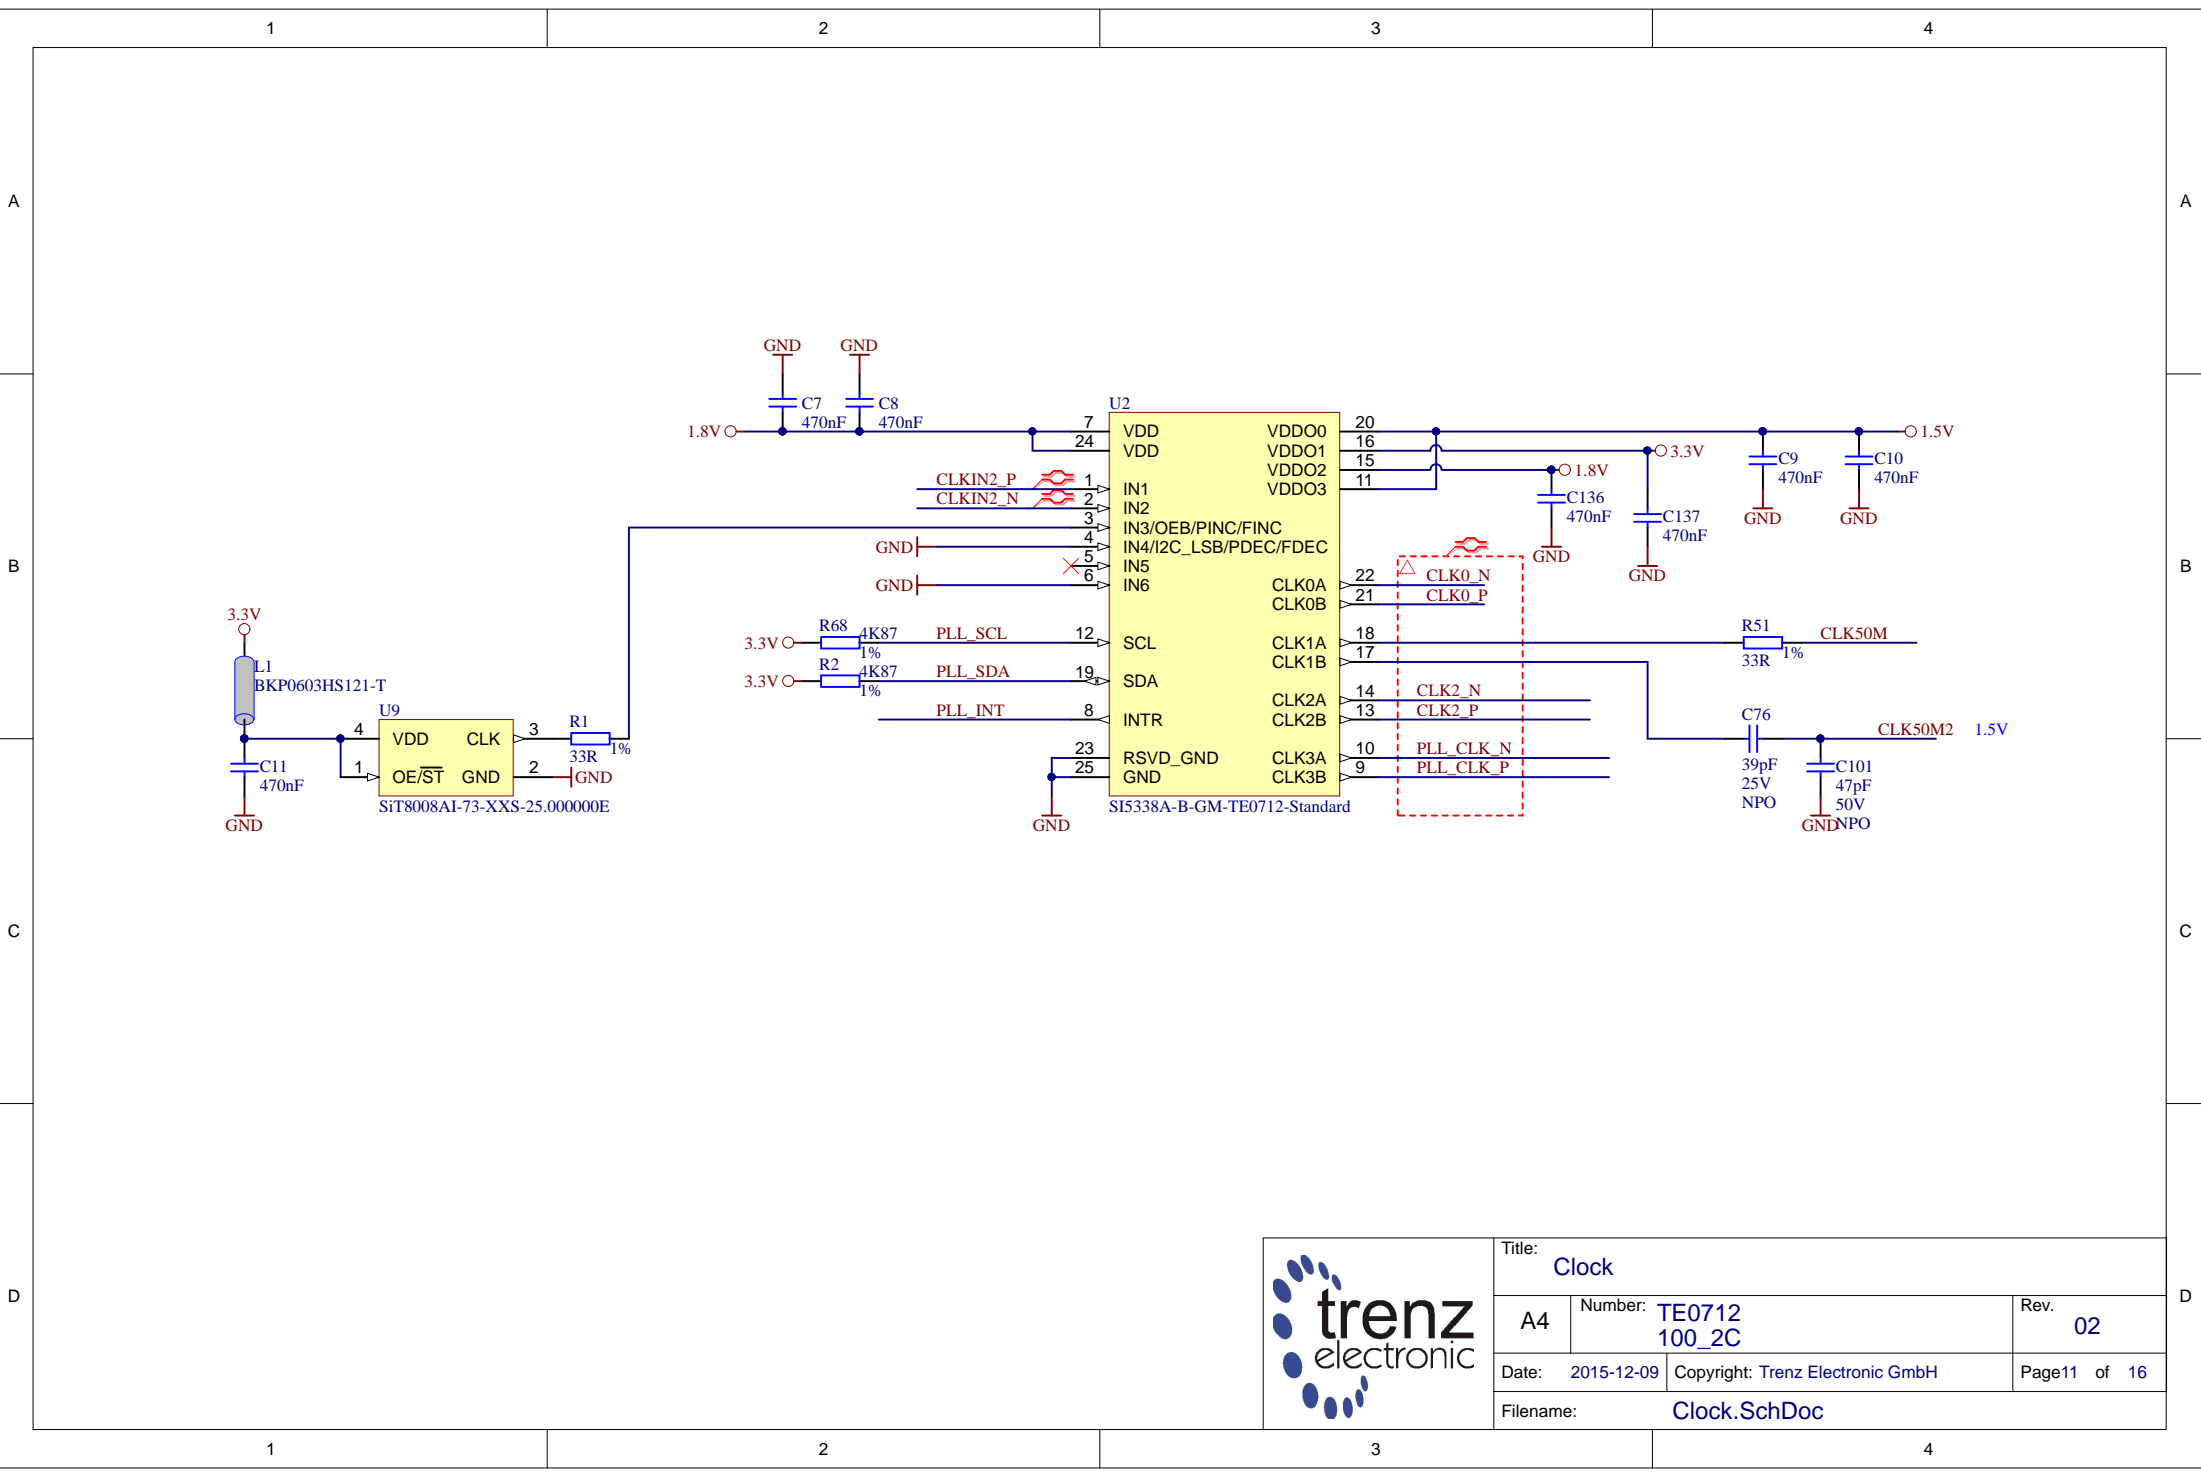 1 2 3 4
A A
GND GND
C7 C8
470nF 470nF
U2
1.8V 7 VDD VDDO0 20 1.5V
24 VDD VDDO1 16 3.3V
VDDO2 15 1.8V
VDDO3 11
C9 C10
470nF 470nF
GND GND
C136
470nF
GND
C137
470nF
GND
CLKIN2_P 1 IN1
CLKIN2_N 2 IN2
3 IN3/OEB/PINC/FINC
GND 4 IN4/I2C_LSB/PDEC/FDEC
5 IN5
GND 6 IN6
B B
CLK0A 22 CLK0_N
CLK0B 21 CLK0_P
3.3V R68 4K87 1% PLL_SCL 12 SCL
3.3V R2 4K87 1% PLL_SDA 19 SDA
PLL_INT 8 INTR
CLK1A 18 R51 33R 1% CLK50M
CLK1B 17
CLK2A 14 CLK2_N
CLK2B 13 CLK2_P
23 RSVD_GND CLK3A 10 PLL_CLK_N
25 GND CLK3B 9 PLL_CLK_P
GND
SI5338A-B-GM-TE0712-Standard
C76
39pF
25V
NPO
CLK50M2 1.5V
C101
47pF
50V
NPO
GND
3.3V
L1
BKP0603HS121-T
U9
4 VDD CLK 3 R1 33R 1%
1 OE/ST GND 2 GND
SiT8008AI-73-XXS-25.000000E
C11
470nF
GND
C C
D D
trenz
electronic
Title:
Clock
A4 Number: TE0712
100_2C
Rev.
02
Date: 2015-12-09 Copyright: Trenz Electronic GmbH Page11 of 16
Filename: Clock.SchDoc
1 2 3 4